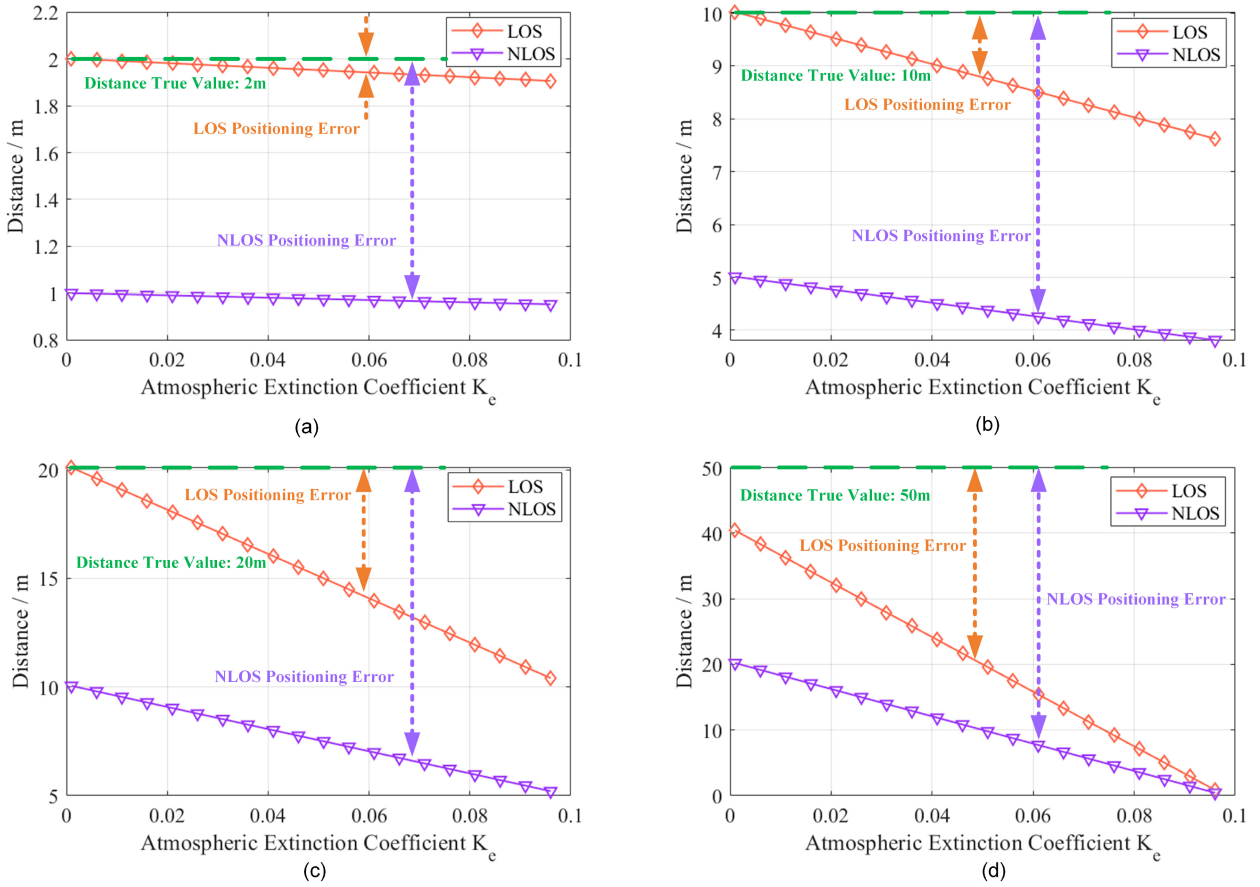 2.2
2
1.8
1.6
1.4
1.2
1
0.8
Distance / m
LOS
NLOS
Distance True Value: 2m
LOS Positioning Error
NLOS Positioning Error
0 0.02 0.04 0.06 0.08 0.1
Atmospheric Extinction Coefficient K_e
(a)
10
9
8
7
6
5
4
Distance / m
LOS
NLOS
Distance True Value: 10m
LOS Positioning Error
NLOS Positioning Error
0 0.02 0.04 0.06 0.08 0.1
Atmospheric Extinction Coefficient K_e
(b)
20
15
10
5
Distance / m
LOS
NLOS
LOS Positioning Error
Distance True Value: 20m
NLOS Positioning Error
0 0.02 0.04 0.06 0.08 0.1
Atmospheric Extinction Coefficient K_e
(c)
50
40
30
20
10
0
Distance / m
LOS
NLOS
Distance True Value: 50m
LOS Positioning Error
NLOS Positioning Error
0 0.02 0.04 0.06 0.08 0.1
Atmospheric Extinction Coefficient K_e
(d)